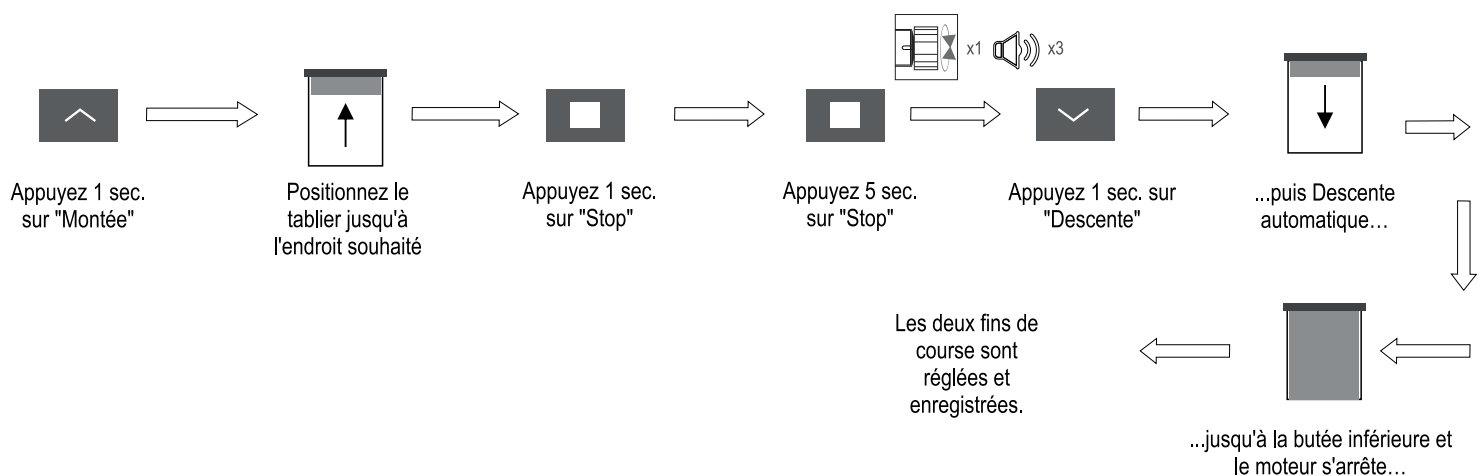 x1 x3
Appuyez 1 sec.
sur "Montée"
Positionnez le
tablier jusqu'à
l'endroit souhaité
Appuyez 1 sec.
sur "Stop"
Appuyez 5 sec.
sur "Stop"
Appuyez 1 sec. sur
"Descente"
...puis Descente
automatique…
...jusqu'à la butée inférieure et
le moteur s'arrête…
Les deux fins de
course sont
réglées et
enregistrées.